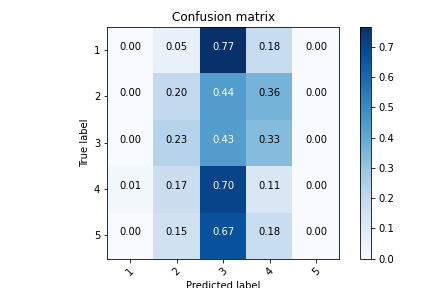 Confusion matrix
True label
1 0.00 0.05 0.77 0.18 0.00
2 0.00 0.20 0.44 0.36 0.00
3 0.00 0.23 0.43 0.33 0.00
4 0.01 0.17 0.70 0.11 0.00
5 0.00 0.15 0.67 0.18 0.00
1 2 3 4 5
Predicted label
0.7
0.6
0.5
0.4
0.3
0.2
0.1
0.0